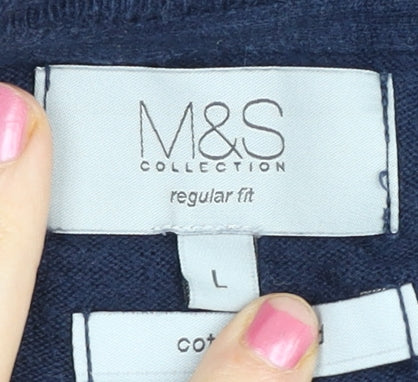 M&S
COLLECTION
regular fit
L